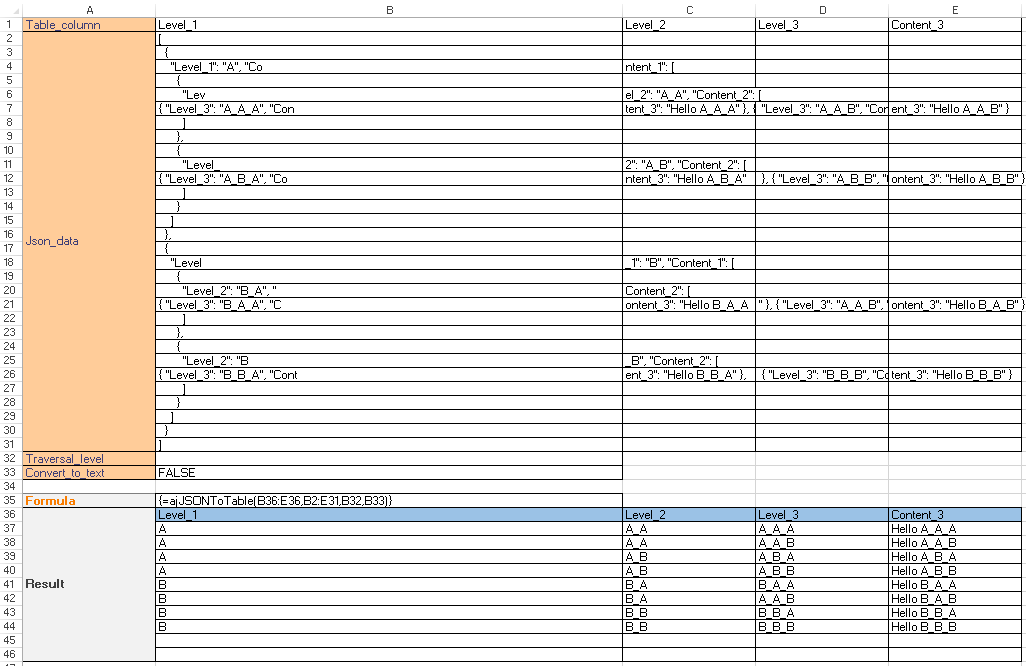 A B C D E
1 Table_column Level_1 Level_2 Level_3 Content_3
2 [
3 {
4 "Level_1": "A", "Co ntent_1": [
5 {
6 "Lev el_2": "A_A", "Content_2": [
7 { "Level_3": "A_A_A", "Con tent_3": "Hello A_A_A" }, { "Level_3": "A_A_B", "Con ent_3": "Hello A_A_B" }
8 ]
9 },
10 {
11 "Level_ 2": "A_B", "Content_2": [
12 { "Level_3": "A_B_A", "Co ntent_3": "Hello A_B_A" }, { "Level_3": "A_B_B", " ontent_3": "Hello A_B_B" }
13 ]
14 }
15 ]
16 },
Json_data
17 {
18 "Level _1": "B", "Content_1": [
19 {
20 "Level_2": "B_A", " Content_2": [
21 { "Level_3": "B_A_A", "C ontent_3": "Hello B_A_A " }, { "Level_3": "A_A_B", ontent_3": "Hello B_A_B" }
22 ]
23 },
24 {
25 "Level_2": "B _B", "Content_2": [
26 { "Level_3": "B_B_A", "Cont ent_3": "Hello B_B_A" }, { "Level_3": "B_B_B", "Co tent_3": "Hello B_B_B" }
27 ]
28 }
29 ]
30 }
31 ]
32 Traversal_level
33 Convert_to_text FALSE
34
35 Formula {=ajJSONToTable(B36:E36,B2:E31,B32,B33)}
36 Level_1 Level_2 Level_3 Content_3
37 A A_A A_A_A Hello A_A_A
38 A A_A A_A_B Hello A_A_B
39 A A_B A_B_A Hello A_B_A
40 A A_B A_B_B Hello A_B_B
41 Result B B_A B_A_A Hello B_A_A
42 B B_A A_A_B Hello B_A_B
43 B B_B B_B_A Hello B_B_A
44 B B_B B_B_B Hello B_B_B
45
46